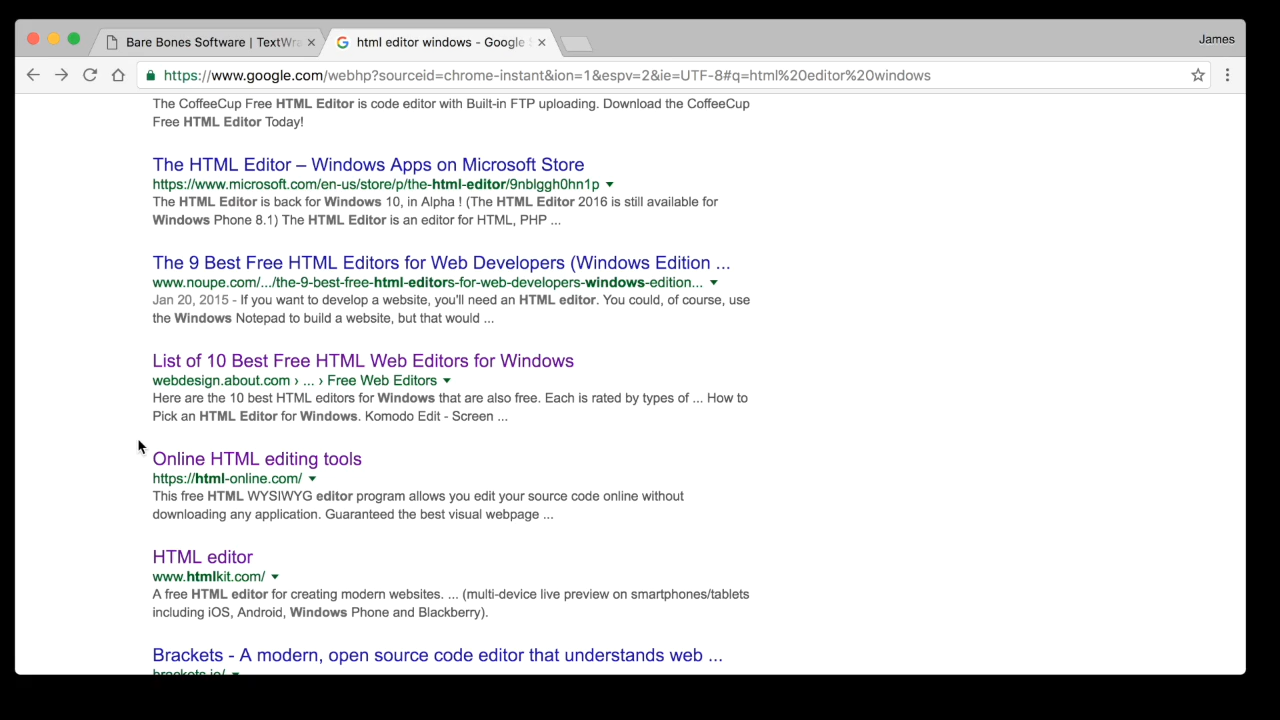 Bare Bones Software | TextWra
html editor windows - Google S
James
https://www.google.com/webhp?sourceid=chrome-instant&ion=1&espv=2&ie=UTF-8#q=html%20editor%20windows
The CoffeeCup Free HTML Editor is code editor with Built-in FTP uploading. Download the CoffeeCup
Free HTML Editor Today!
The HTML Editor – Windows Apps on Microsoft Store
https://www.microsoft.com/en-us/store/p/the-html-editor/9nblggh0hn1p
The HTML Editor is back for Windows 10, in Alpha ! (The HTML Editor 2016 is still available for
Windows Phone 8.1) The HTML Editor is an editor for HTML, PHP ...
The 9 Best Free HTML Editors for Web Developers (Windows Edition ...
www.noupe.com/.../the-9-best-free-html-editors-for-web-developers-windows-edition...
Jan 20, 2015 - If you want to develop a website, you'll need an HTML editor. You could, of course, use
the Windows Notepad to build a website, but that would ...
List of 10 Best Free HTML Web Editors for Windows
webdesign.about.com › ... › Free Web Editors
Here are the 10 best HTML editors for Windows that are also free. Each is rated by types of ... How to
Pick an HTML Editor for Windows. Komodo Edit - Screen ...
Online HTML editing tools
https://html-online.com/
This free HTML WYSIWYG editor program allows you edit your source code online without
downloading any application. Guaranteed the best visual webpage ...
HTML editor
www.htmlkit.com/
A free HTML editor for creating modern websites. ... (multi-device live preview on smartphones/tablets
including iOS, Android, Windows Phone and Blackberry).
Brackets - A modern, open source code editor that understands web ...
brackets.io/